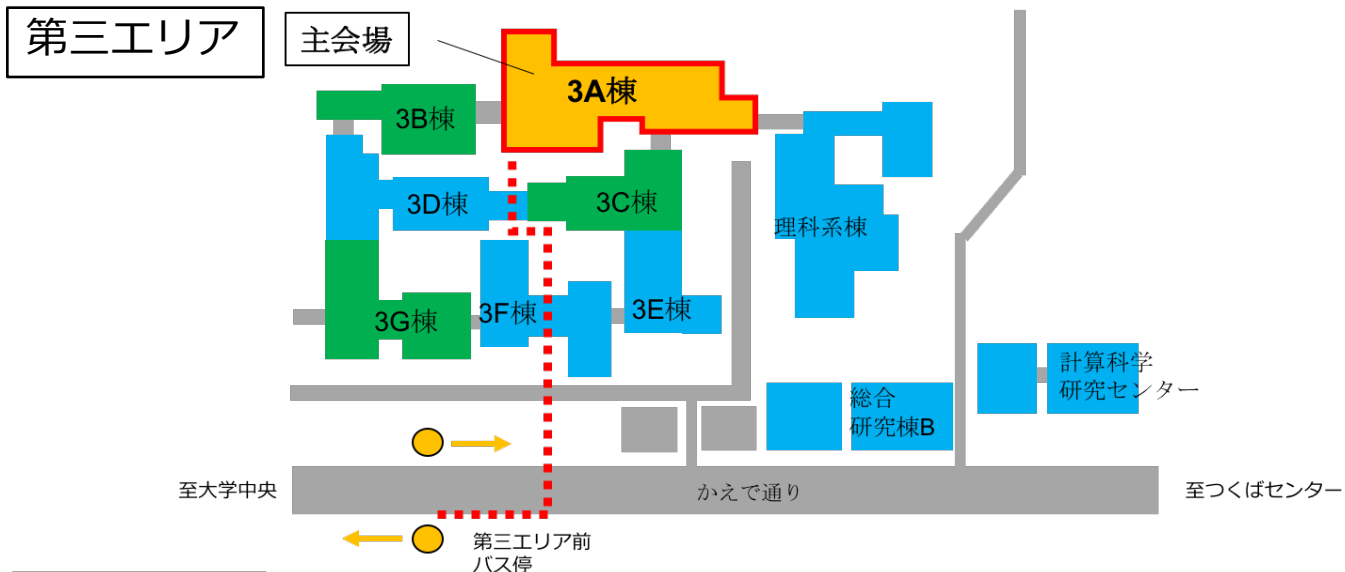 第三エリア
主会場
3A棟
3B棟
3D棟
3C棟
理科系棟
3G棟
3F棟
3E棟
計算科学
研究センター
総合
研究棟B
至大学中央
かえで通り
至つくばセンター
第三エリア前
バス停